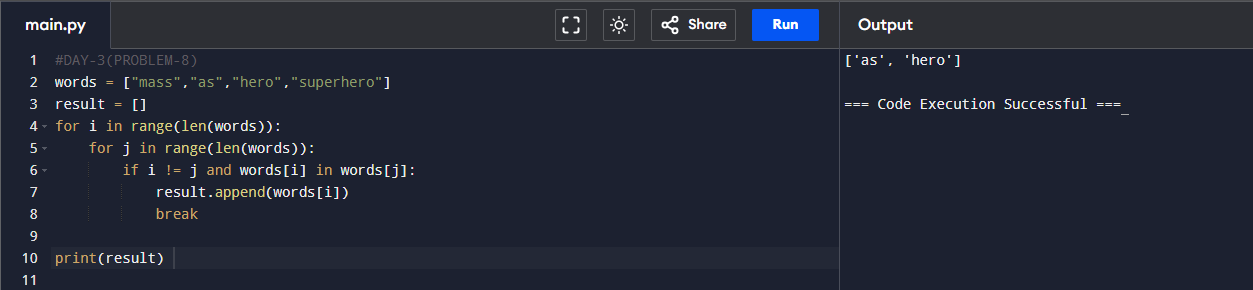 main.py
Share
Run
Output
1 #DAY-3(PROBLEM-8)
2 words = ["mass","as","hero","superhero"]
3 result = []
4 for i in range(len(words)):
5     for j in range(len(words)):
6         if i != j and words[i] in words[j]:
7             result.append(words[i])
8             break
9
10 print(result)
11
['as', 'hero']
=== Code Execution Successful ===_